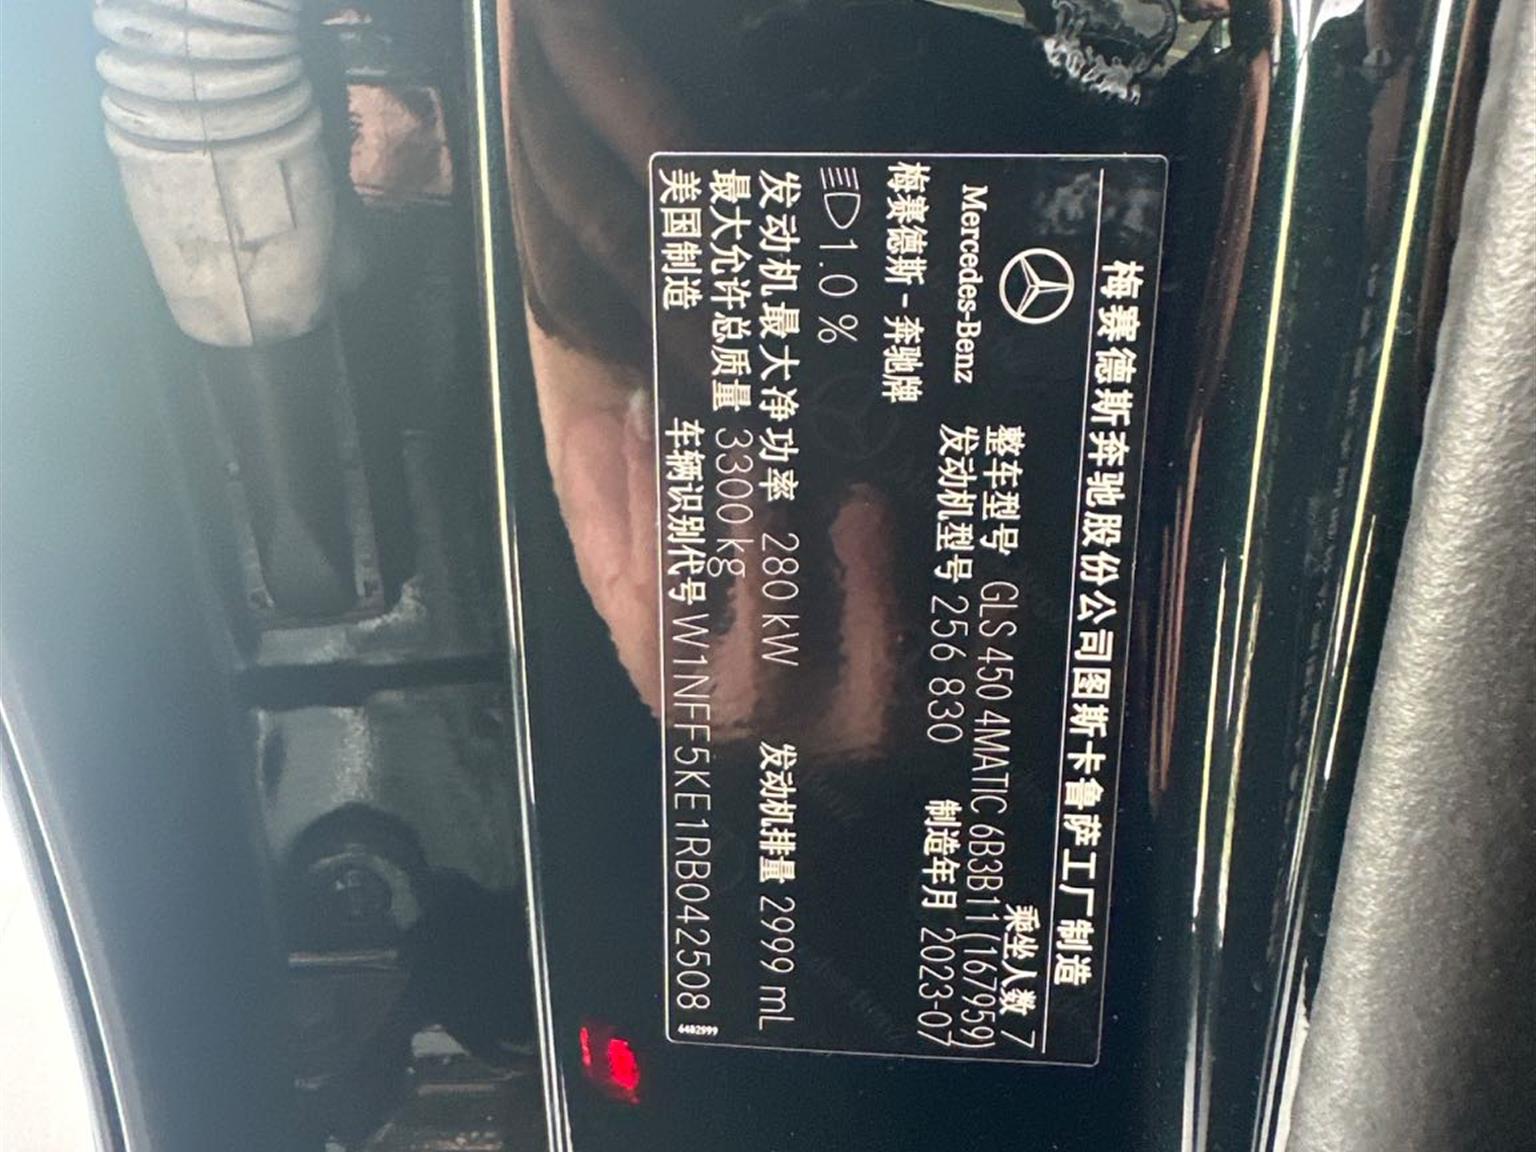 梅赛德斯奔驰股份公司图斯卡鲁萨工厂制造
乘坐人数 7
Mercedes-Benz
整车型号 GLS 450 4MATIC 6B3B11(167959)
发动机型号 256 830 制造年月 2023-07
梅赛德斯-奔驰牌
1.0 %
发动机最大净功率 280 kW 发动机排量 2999 mL
最大允许总质量 3300 kg
美国制造 车辆识别代号 W1NFF5KE1RB042508
6482999